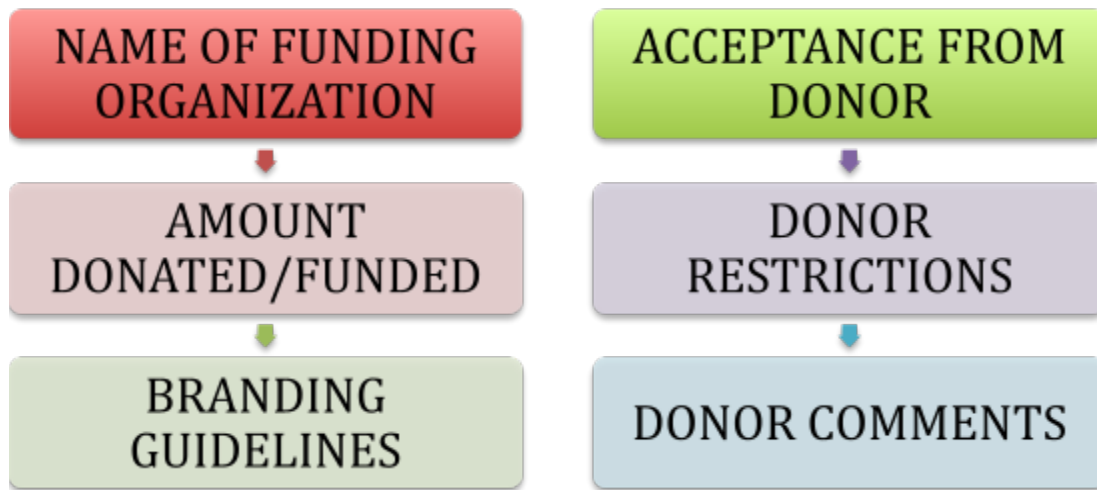 NAME OF FUNDING
ORGANIZATION
AMOUNT
DONATED/FUNDED
BRANDING
GUIDELINES
ACCEPTANCE FROM
DONOR
DONOR
RESTRICTIONS
DONOR COMMENTS